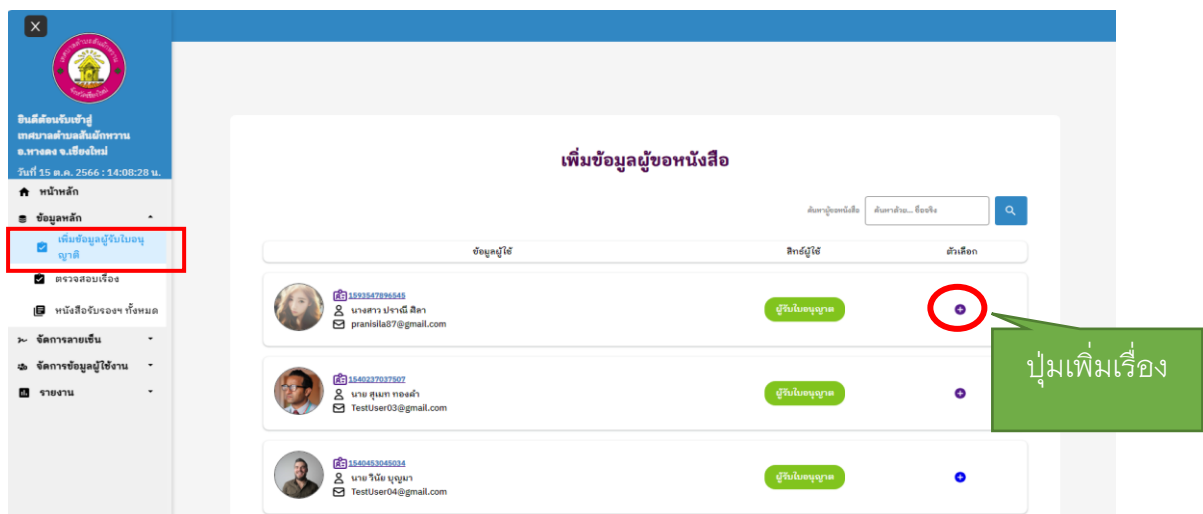 ยินดีต้อนรับเข้าสู่
เทศบาลตำบลสันผักหวาน
อ.หางดง จ.เชียงใหม่
วันที่ 15 ต.ค. 2566 : 14:08:28 น.
หน้าหลัก
ข้อมูลหลัก
เพิ่มข้อมูลผู้รับใบอนุ
ญาติ
ตรวจสอบเรื่อง
หนังสือรับรองฯ ทั้งหมด
จัดการลายเซ็น
จัดการข้อมูลผู้ใช้งาน
รายงาน
เพิ่มข้อมูลผู้ขอหนังสือ
ค้นหาผู้ขอหนังสือ ค้นหาด้วย... ชื่อจริง
ข้อมูลผู้ใช้ สิทธ์ผู้ใช้ ตัวเลือก
1593547896545
นางสาว ปราณี ศิลา
pranisila87@gmail.com
ผู้รับใบอนุญาต
ปุ่มเพิ่มเรื่อง
1540237037507
นาย สุเมท ทองคำ
TestUser03@gmail.com
ผู้รับใบอนุญาต
1540453045034
นาย วินัย บุญมา
TestUser04@gmail.com
ผู้รับใบอนุญาต